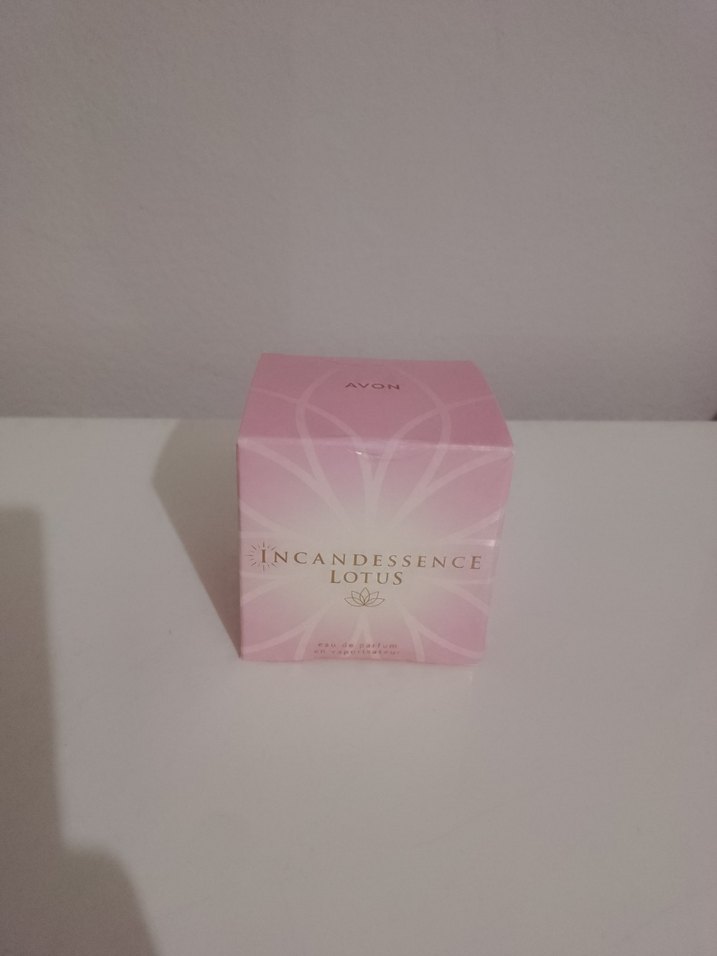 AVON
INCANDESSENCE
LOTUS
eau de parfum
en vaporisateur